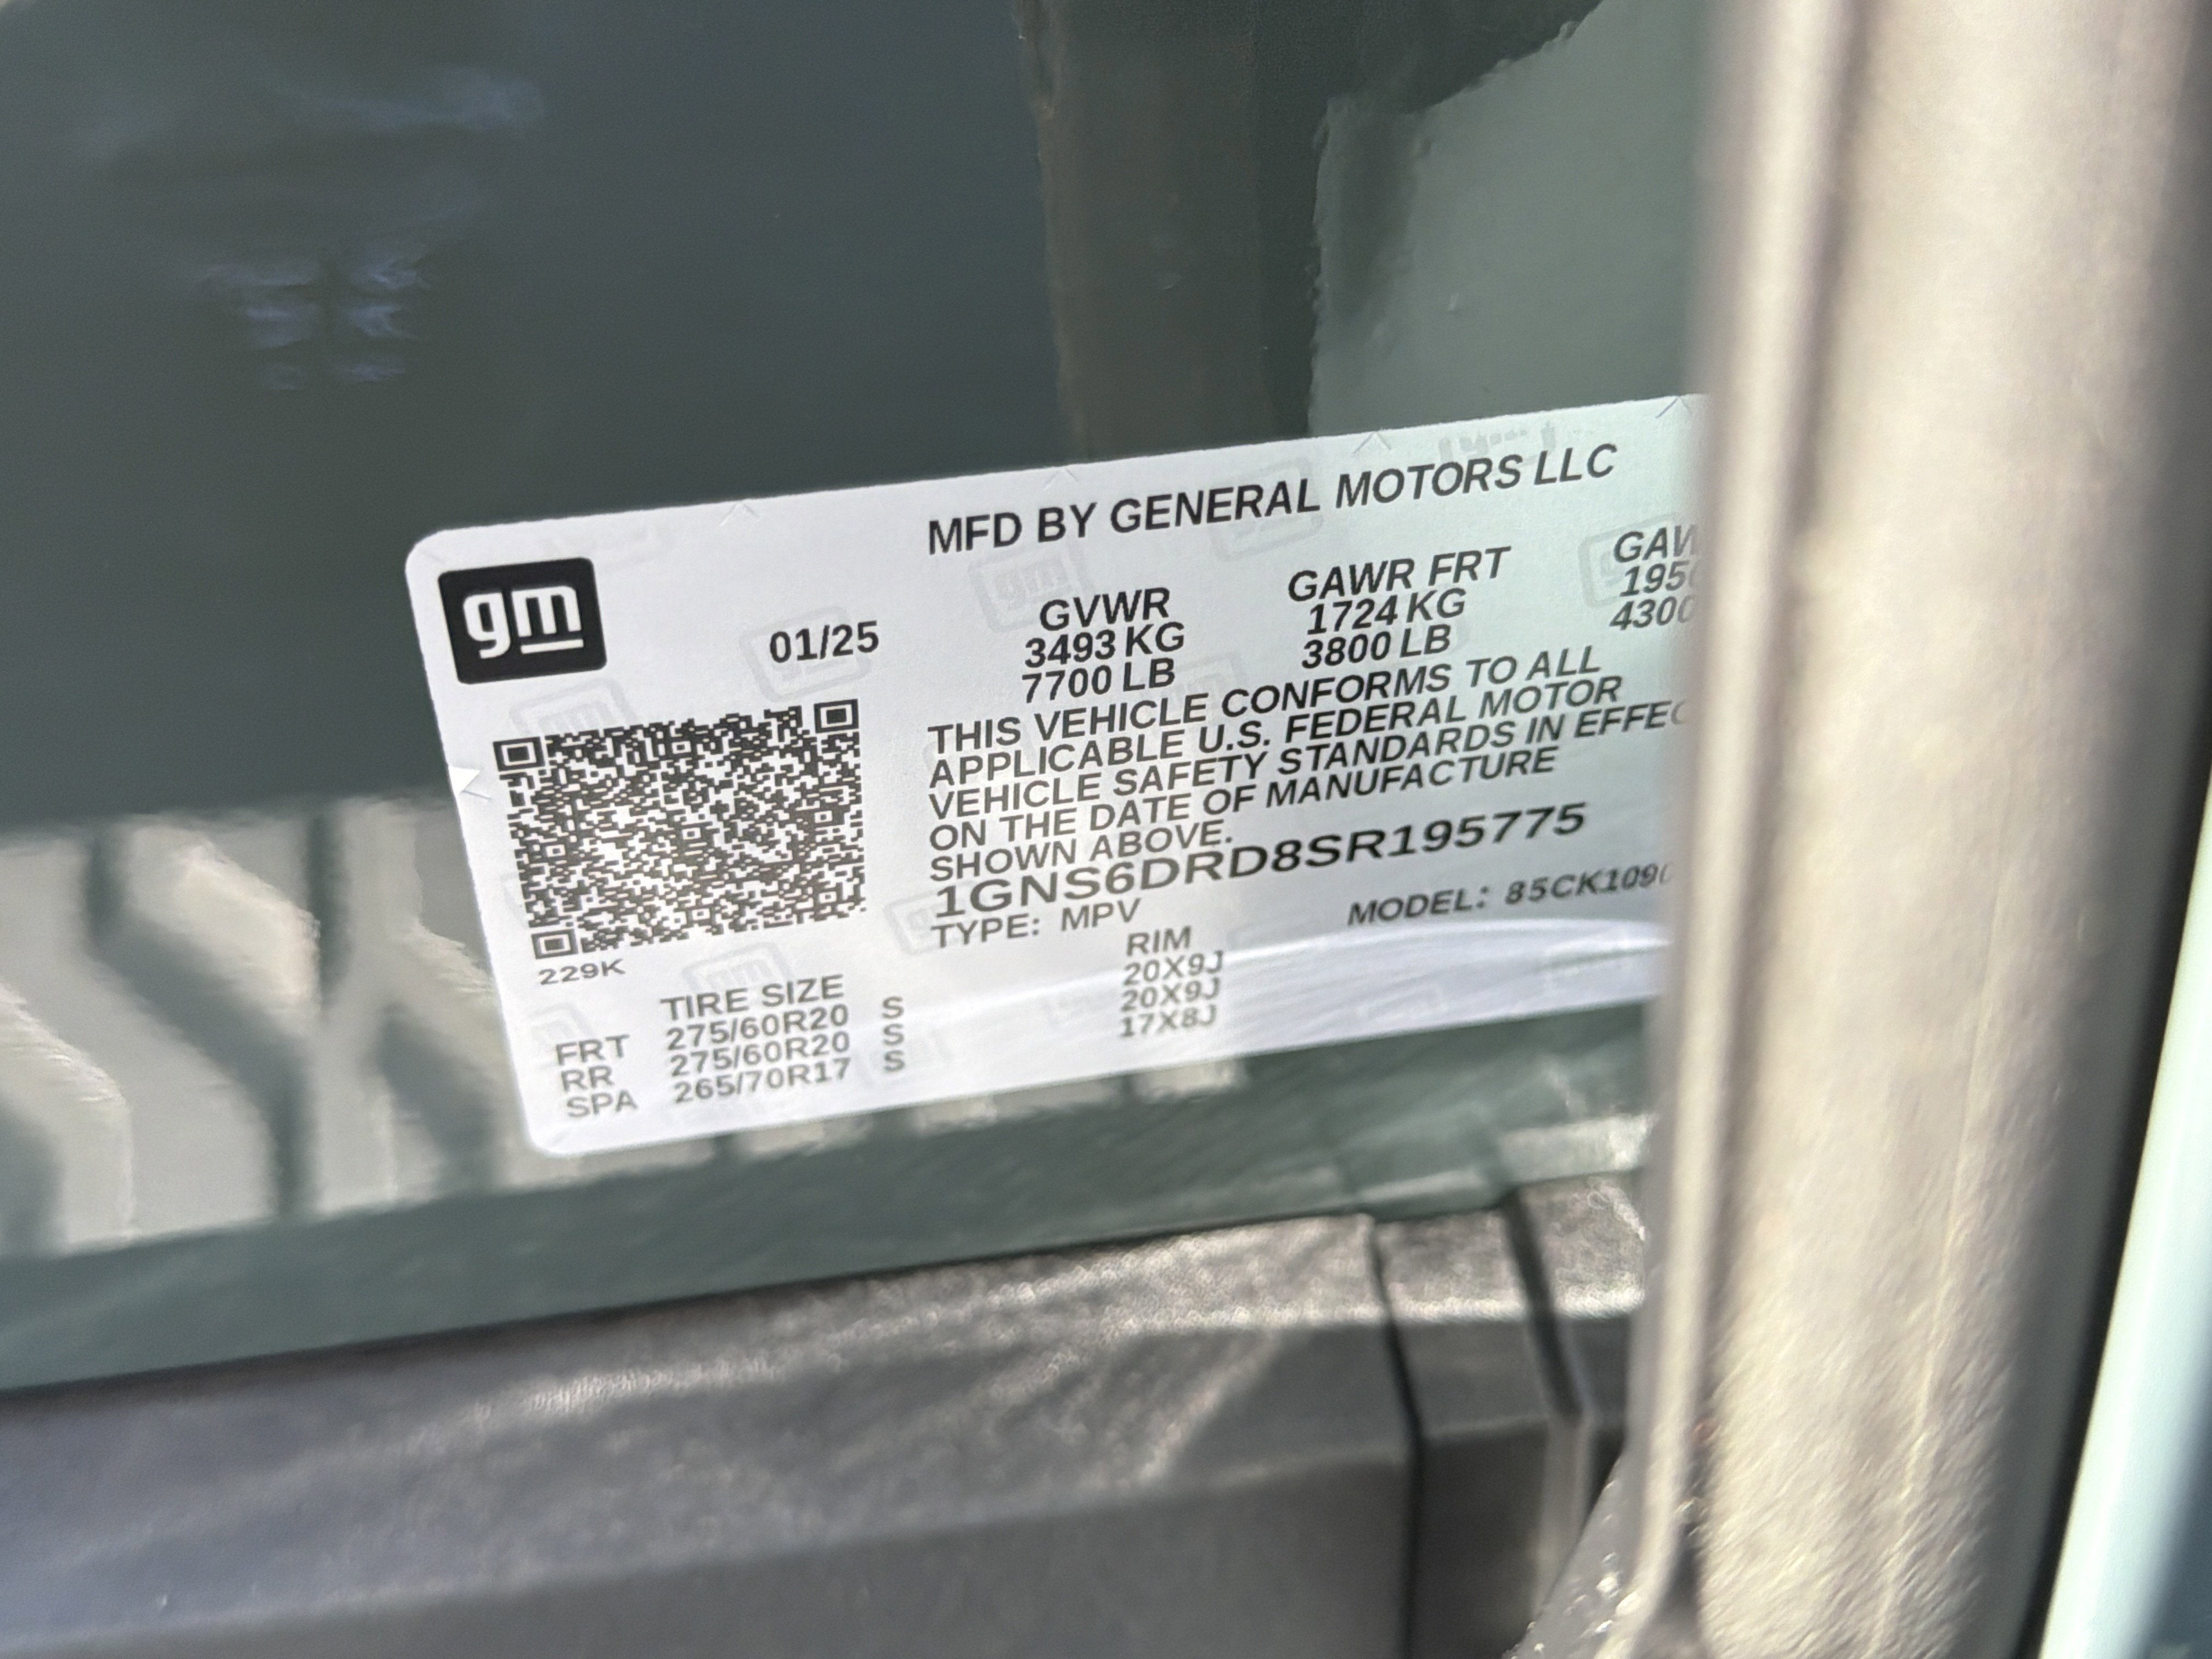 MFD BY GENERAL MOTORS LLC
gm
01/25
GVWR GAWR FRT
3493 KG 1724 KG
7700 LB 3800 LB
THIS VEHICLE CONFORMS TO ALL
APPLICABLE U.S. FEDERAL MOTOR
VEHICLE SAFETY STANDARDS IN EFFEC
ON THE DATE OF MANUFACTURE
SHOWN ABOVE.
1GNS6DRD8SR195775
TYPE: MPV MODEL: 85CK109
229K
TIRE SIZE RIM
FRT 275/60R20 S 20X9J
RR 275/60R20 S 20X9J
SPA 265/70R17 S 17X8J